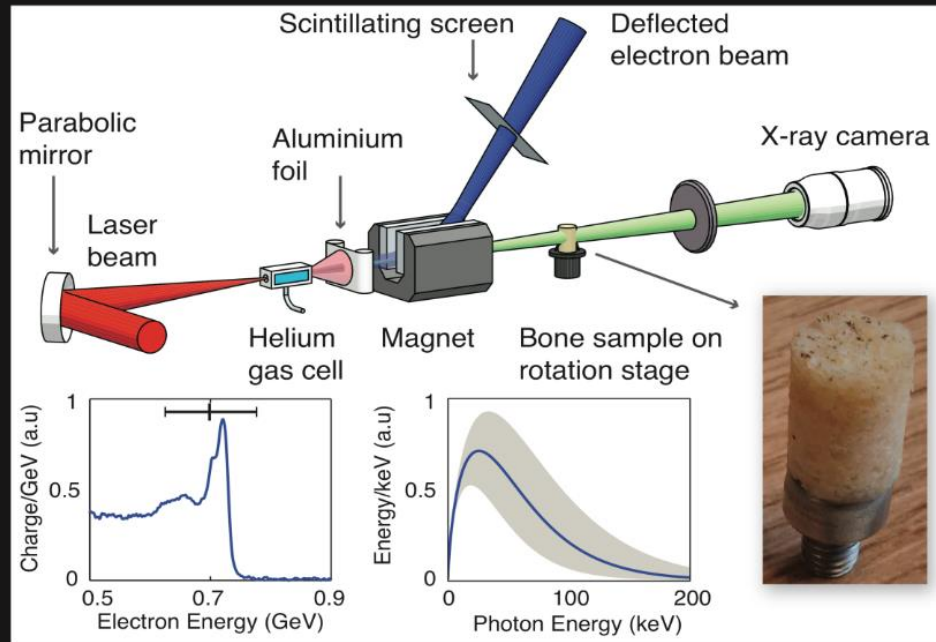 Scintillating screen
Deflected
electron beam
Parabolic
mirror
Aluminium
foil
X-ray camera
Laser
beam
Helium
gas cell
Magnet
Bone sample on
rotation stage
Charge/GeV (a.u)
1
0.5
0
0.5
0.7
0.9
Electron Energy (GeV)
Energy/keV (a.u)
1
0.5
0
0
100
200
Photon Energy (keV)